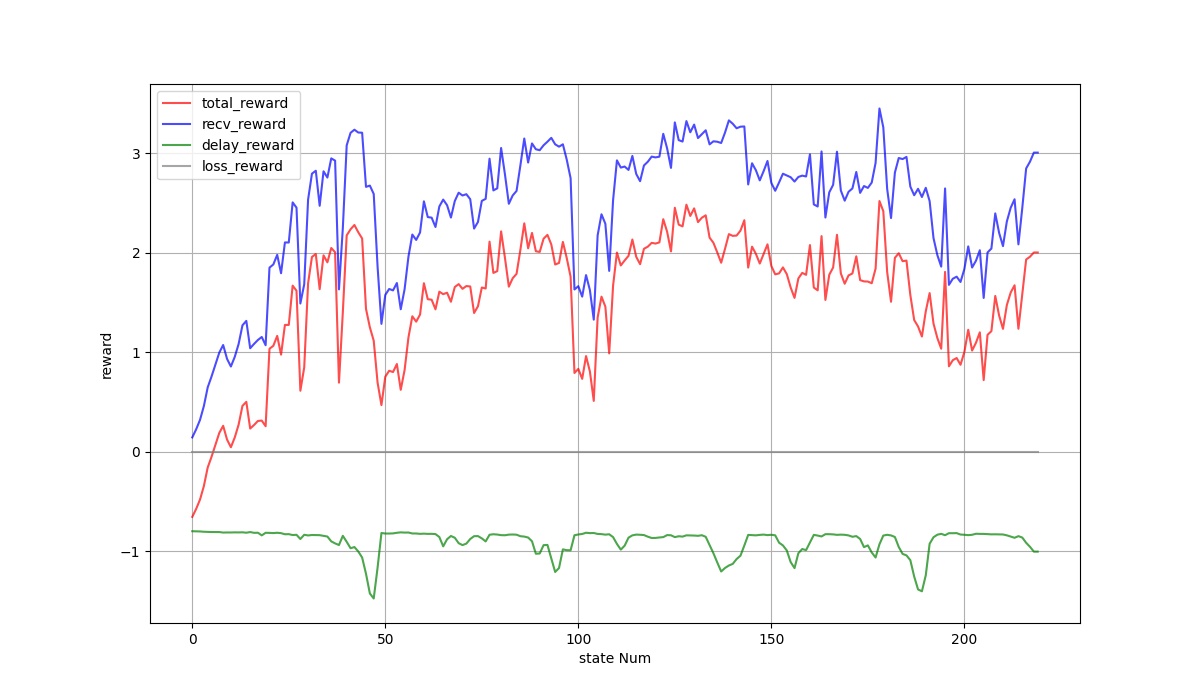 total_reward
recv_reward
delay_reward
loss_reward
reward
3
2
1
0
−1
0 50 100 150 200
state Num